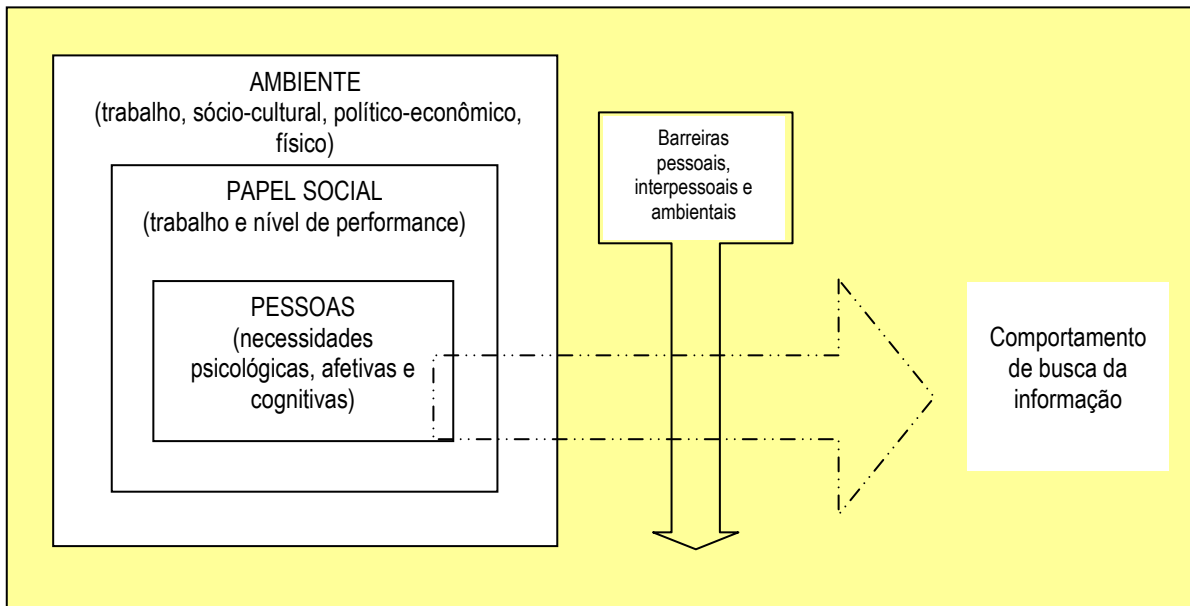 AMBIENTE
(trabalho, sócio-cultural, político-econômico,
físico)
PAPEL SOCIAL
(trabalho e nível de performance)
PESSOAS
(necessidades
psicológicas, afetivas e
cognitivas)
Barreiras
pessoais,
interpessoais e
ambientais
Comportamento
de busca da
informação